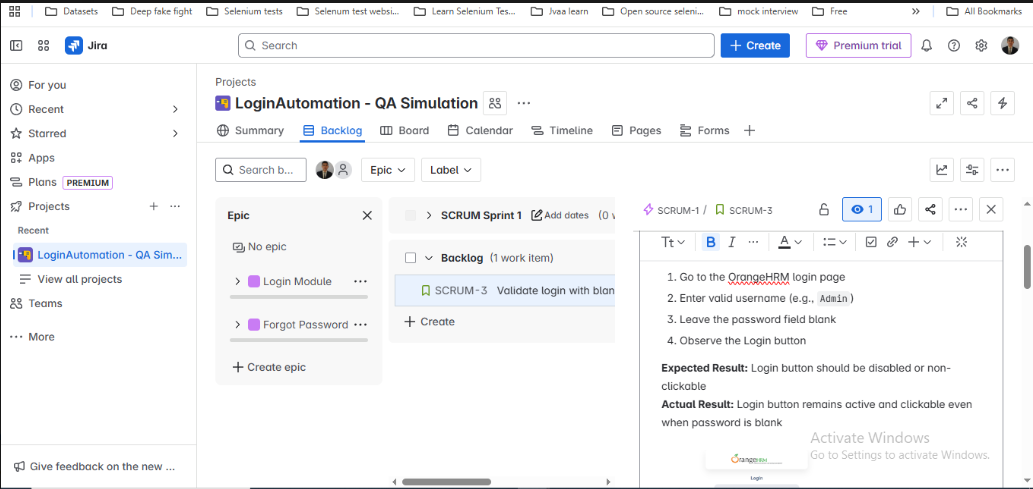 Datasets
Deep fake fight
Selenium tests
Selenium test websi...
Learn Selenium Tes...
Jvaa learn
Open source seleni...
mock interview
Free
»
All Bookmarks
Jira
Search
+ Create
Premium trial
For you
Recent
Starred
Apps
Plans PREMIUM
Projects
Recent
LoginAutomation - QA Sim...
View all projects
Teams
More
Give feedback on the new ...
Projects
LoginAutomation - QA Simulation
Summary
Backlog
Board
Calendar
Timeline
Pages
Forms
Search b...
Epic
Label
Epic
No epic
Login Module
Forgot Password
+ Create epic
SCRUM Sprint 1 Add dates (0 w
Backlog (1 work item)
SCRUM-3 Validate login with blan
+ Create
SCRUM-1 / SCRUM-3
1
Tt B I ... A
1. Go to the OrangeHRM login page
2. Enter valid username (e.g., Admin )
3. Leave the password field blank
4. Observe the Login button
Expected Result: Login button should be disabled or non-
clickable
Actual Result: Login button remains active and clickable even
when password is blank
OrangeHRM
Login
Activate Windows
Go to Settings to activate Windows.